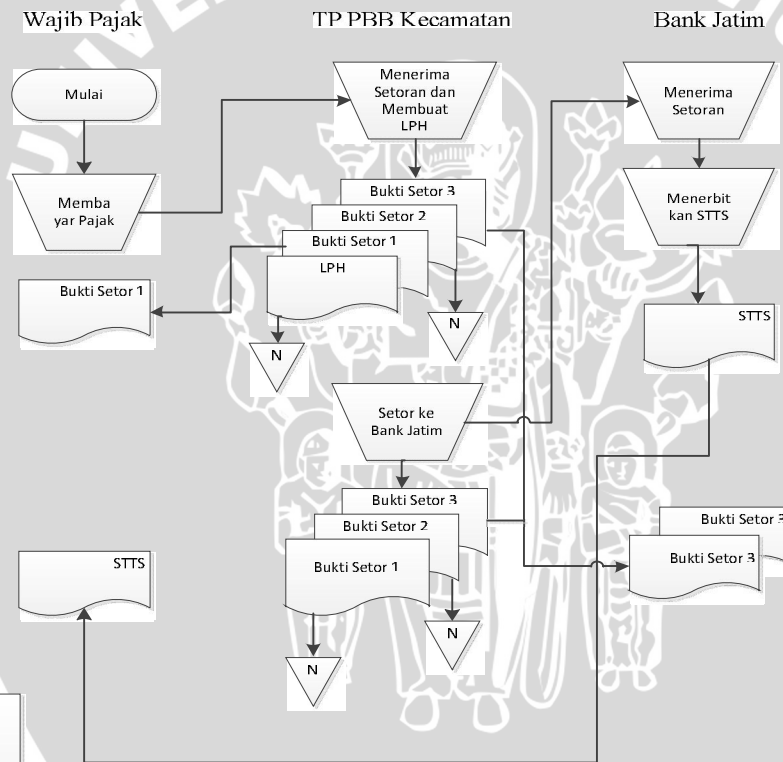 Wajib Pajak
TP PBB Kecamatan
Bank Jatim
Mulai
Memba
yar Pajak
Bukti Setor 1
STTS
Menerima
Setoran dan
Membuat
LPH
Bukti Setor 3
Bukti Setor 2
Bukti Setor 1
LPH
N
N
Setor ke
Bank Jatim
Bukti Setor 3
Bukti Setor 2
Bukti Setor 1
N
N
Menerima
Setoran
Menerbit
kan STTS
STTS
Bukti Setor 3
Bukti Setor 3